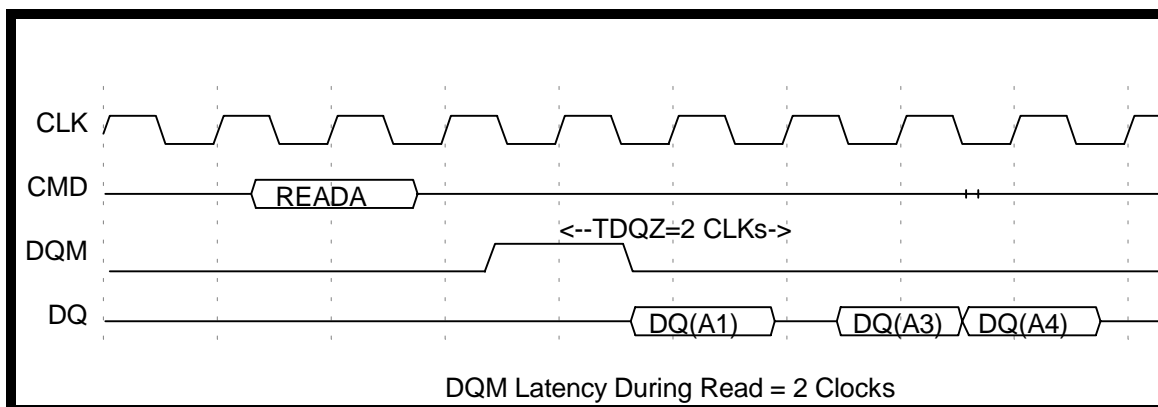 CLK
CMD
READA
<--TDQZ=2 CLKs->
DQM
DQ
DQ(A1)
DQ(A3)
DQ(A4)
DQM Latency During Read = 2 Clocks